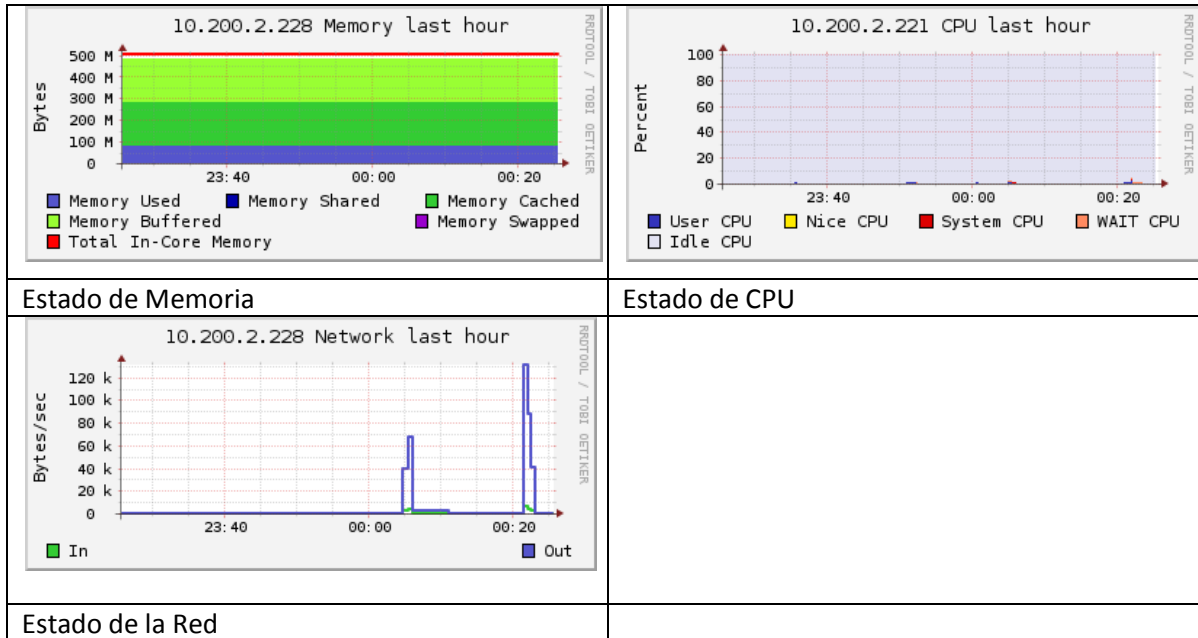 10.200.2.228 Memory last hour
RRDTOOL / TOBI OETIKER
Bytes
500 M
400 M
300 M
200 M
100 M
0
23:40 00:00 00:20
Memory Used Memory Shared Memory Cached
Memory Buffered Memory Swapped
Total In-Core Memory
10.200.2.221 CPU last hour
RRDTOOL / TOBI OETIKER
Percent
100
80
60
40
20
0
23:40 00:00 00:20
User CPU Nice CPU System CPU WAIT CPU
Idle CPU
Estado de Memoria
Estado de CPU
10.200.2.228 Network last hour
RRDTOOL / TOBI OETIKER
Bytes/sec
120 k
100 k
80 k
60 k
40 k
20 k
0
23:40 00:00 00:20
In Out
Estado de la Red